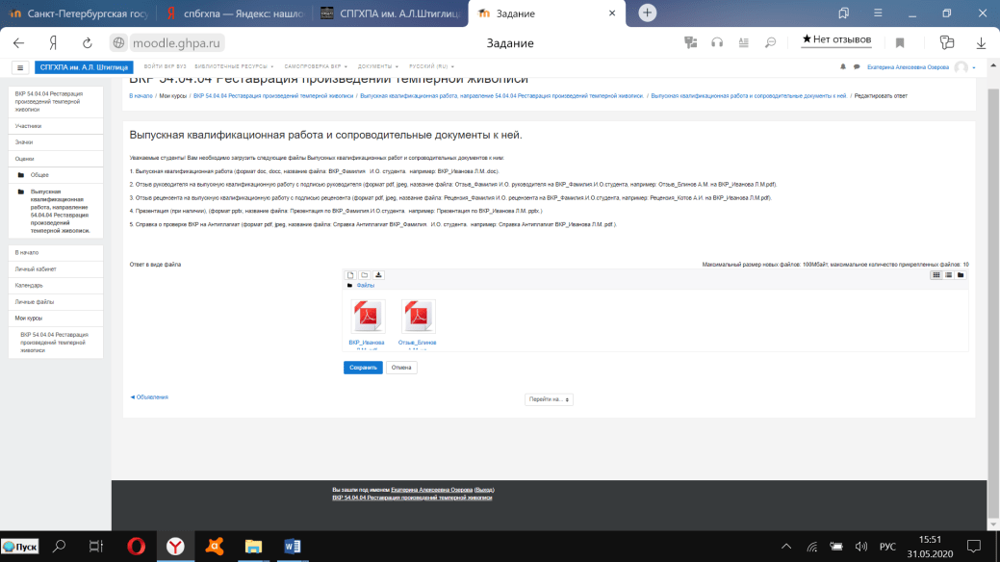 Санкт-Петербургская госу
спбгхпа — Яндекс: нашло
СПГХПА им. А.Л.Штиглиц
Задание
moodle.ghpa.ru
Задание
★ Нет отзывов
СПГХПА им. А.Л. Штиглица
ВОЙТИ ВКР ВУЗ БИБЛИОТЕЧНЫЕ РЕСУРСЫ САМОПРОВЕРКА ВКР ДОКУМЕНТЫ РУССКИЙ (RU)
Екатерина Алексеевна Озерова
ВКР 54.04.04 Реставрация произведений темперной живописи
В начало / Мои курсы / ВКР 54.04.04 Реставрация произведений темперной живописи / Выпускная квалификационная работа, направление 54.04.04 Реставрация произведений темперной живописи. / Выпускная квалификационная работа и сопроводительные документы к ней. / Редактировать ответ
ВКР 54.04.04 Реставрация
произведений темперной
живописи
Участники
Значки
Оценки
Общее
Выпускная
квалификационная
работа, направление
54.04.04 Реставрация
произведений
темперной живописи.
В начало
Личный кабинет
Календарь
Личные файлы
Мои курсы
ВКР 54.04.04 Реставрация
произведений темперной
живописи
Выпускная квалификационная работа и сопроводительные документы к ней.
Уважаемые студенты! Вам необходимо загрузить следующие файлы Выпускных квалификационных работ и сопроводительных документов к ним:
1. Выпускная квалификационная работа (формат doc, docx, название файла: ВКР_Фамилия И.О. студента. например: ВКР_Иванова Л.М..doc).
2. Отзыв руководителя на выпускную квалификационную работу с подписью руководителя (формат pdf, jpeg, название файла: Отзыв_Фамилия И.О. руководителя на ВКР_Фамилия И.О.студента, например: Отзыв_Блинов А.М. на ВКР_Иванова Л.М.pdf).
3. Отзыв рецензента на выпускную квалификационную работу с подписью рецензента (формат pdf, jpeg, название файла: Рецензия_Фамилия И.О. рецензента на ВКР_Фамилия И.О.студента, например: Рецензия_Котов А.И. на ВКР_Иванова Л.М.pdf).
4. Презентация (при наличии), (формат pptx, название файла: Презентация по ВКР_Фамилия И.О.студента. например: Презентация по ВКР_Иванова Л.М. pptx.)
5. Справка о проверке ВКР на Антиплагиат (формат pdf, jpeg, название файла: Справка Антиплагиат ВКР_Фамилия. И.О. студента. например: Справка Антиплагиат ВКР_Иванова Л.М. pdf ).
Ответ в виде файла
Максимальный размер новых файлов: 100Мбайт, максимальное количество прикрепленных файлов: 10
Файлы
ВКР_Иванова
Отзыв_Блинов
Сохранить
Отмена
◄ Объявления
Перейти на...
Вы зашли под именем Екатерина Алексеевна Озерова (Выход)
ВКР 54.04.04 Реставрация произведений темперной живописи
Пуск
РУС
15:51
31.05.2020